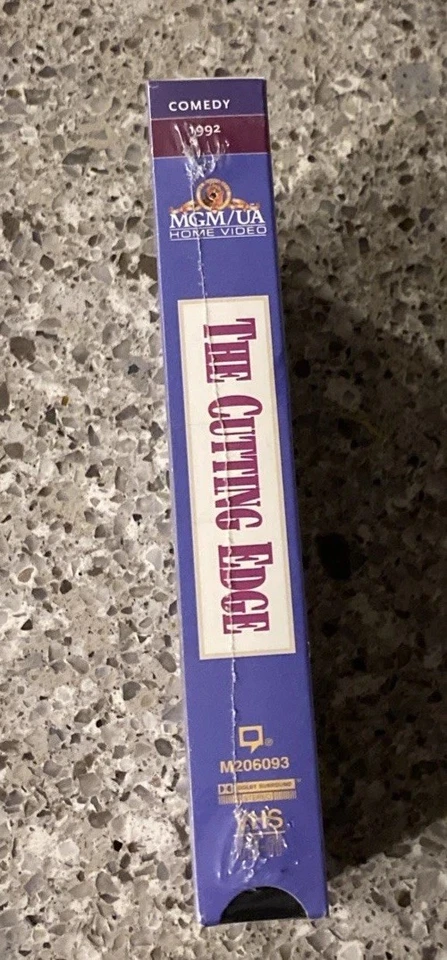 COMEDY
1992
MGM/UA
HOME VIDEO
THE CUTTING EDGE
®
M206093
DOLBY SURROUND
VHS